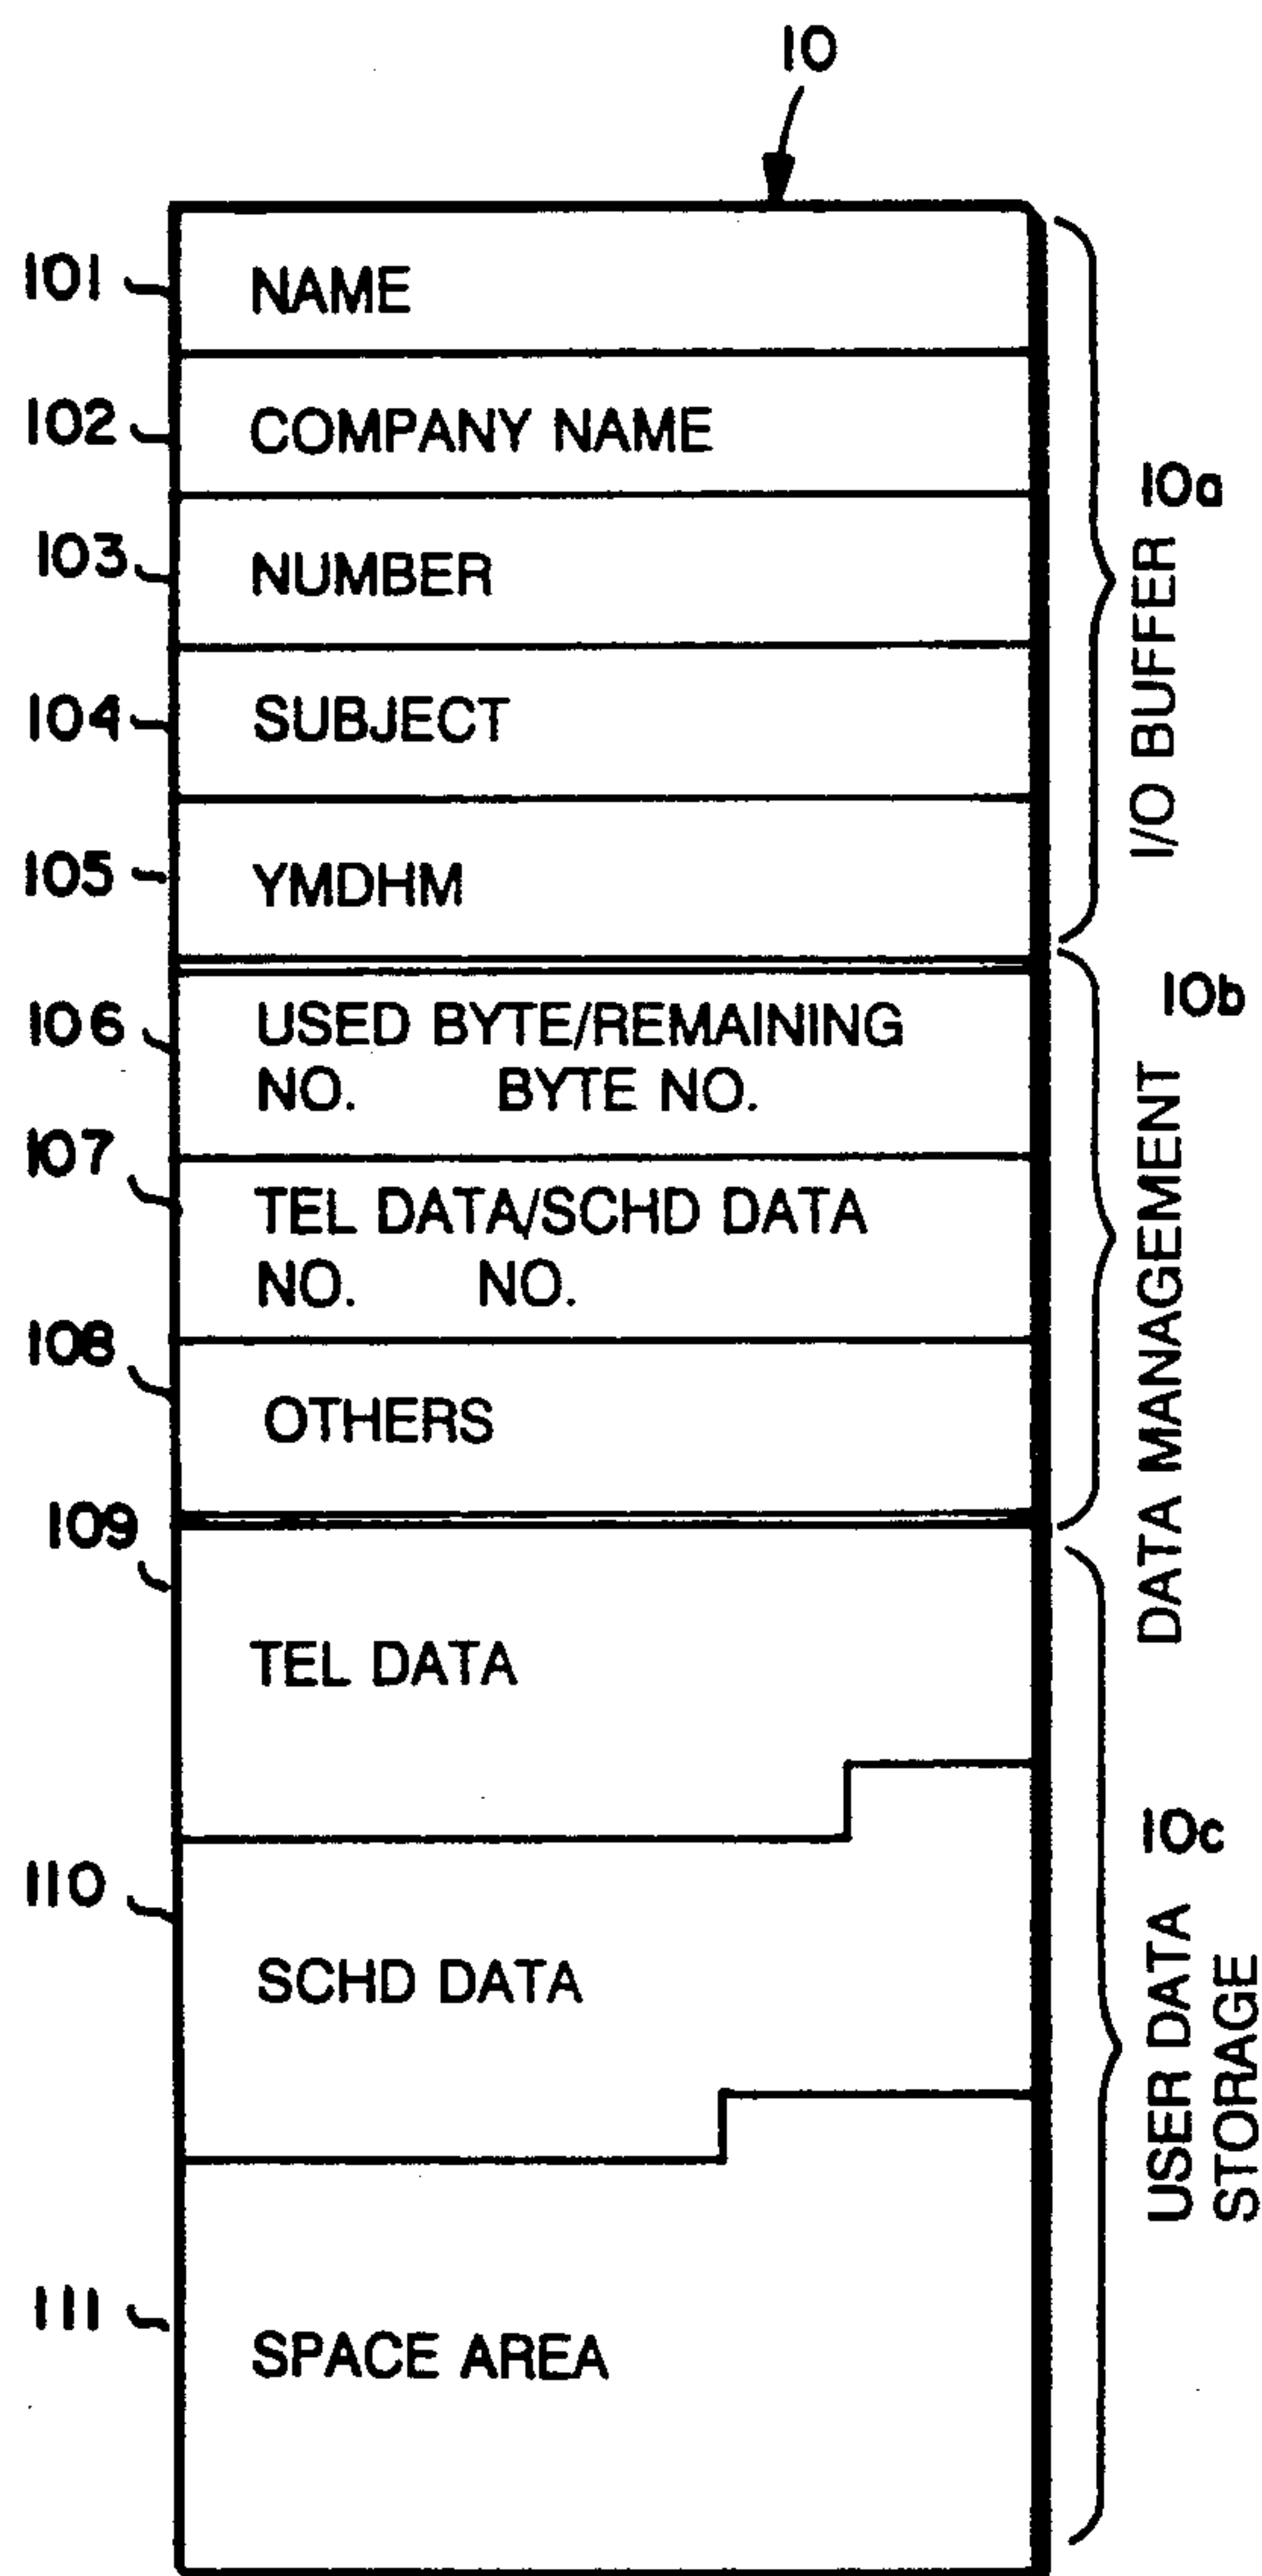 10
101 NAME
102 COMPANY NAME
103 NUMBER
104 SUBJECT
105 YMDHM
10a
I/O BUFFER
106 USED BYTE/REMAINING
NO. BYTE NO.
107 TEL DATA/SCHD DATA
NO. NO.
108 OTHERS
10b
DATA MANAGEMENT
109 TEL DATA
110 SCHD DATA
111 SPACE AREA
10c
USER DATA
STORAGE